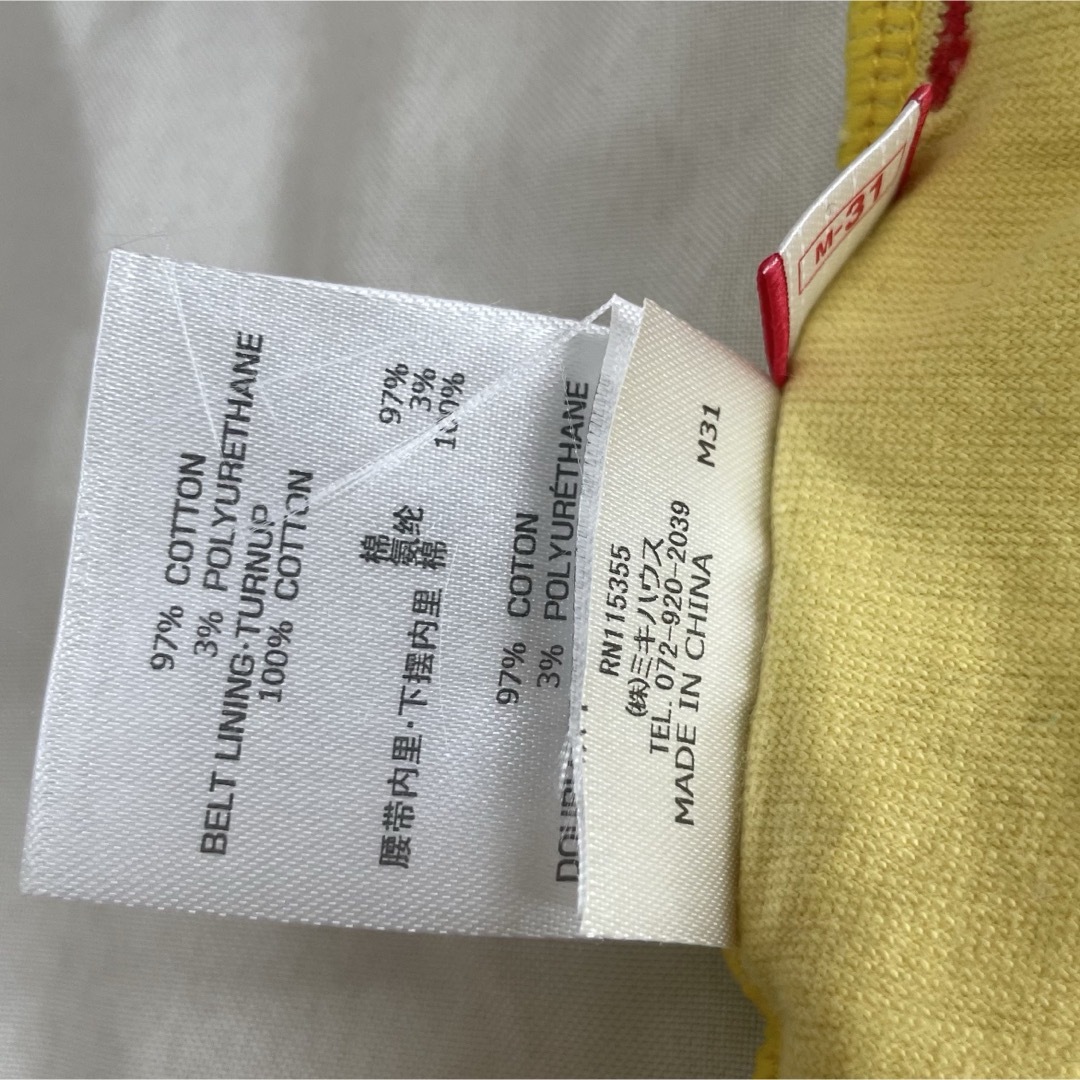 97% COTTON
3% POLYURETHANE
BELT LINING·TURNUP
100% COTTON
棉 97%
氨纶 3%
腰带内里·下摆内里 棉 100%
97% COTON
3% POLYURÉTHANE
RN115355
(株)ミキハウス
TEL. 072-920-2039
MADE IN CHINA
M31
M-31